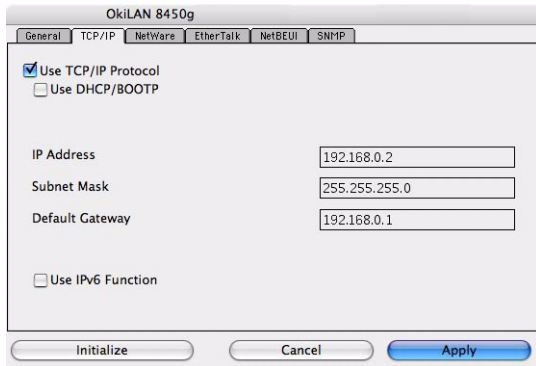 OkiLAN 8450g
General TCP/IP NetWare EtherTalk NetBEUI SNMP
Use TCP/IP Protocol
Use DHCP/BOOTP
IP Address 192.168.0.2
Subnet Mask 255.255.255.0
Default Gateway 192.168.0.1
Use IPv6 Function
Initialize Cancel Apply